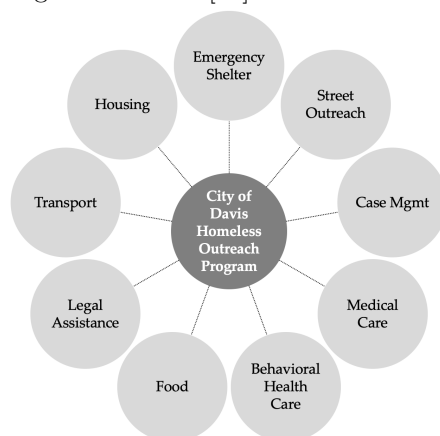 Emergency
Shelter
Street
Outreach
Case Mgmt
Medical
Care
Behavioral
Health
Care
Food
Legal
Assistance
Transport
Housing
City of
Davis
Homeless
Outreach
Program